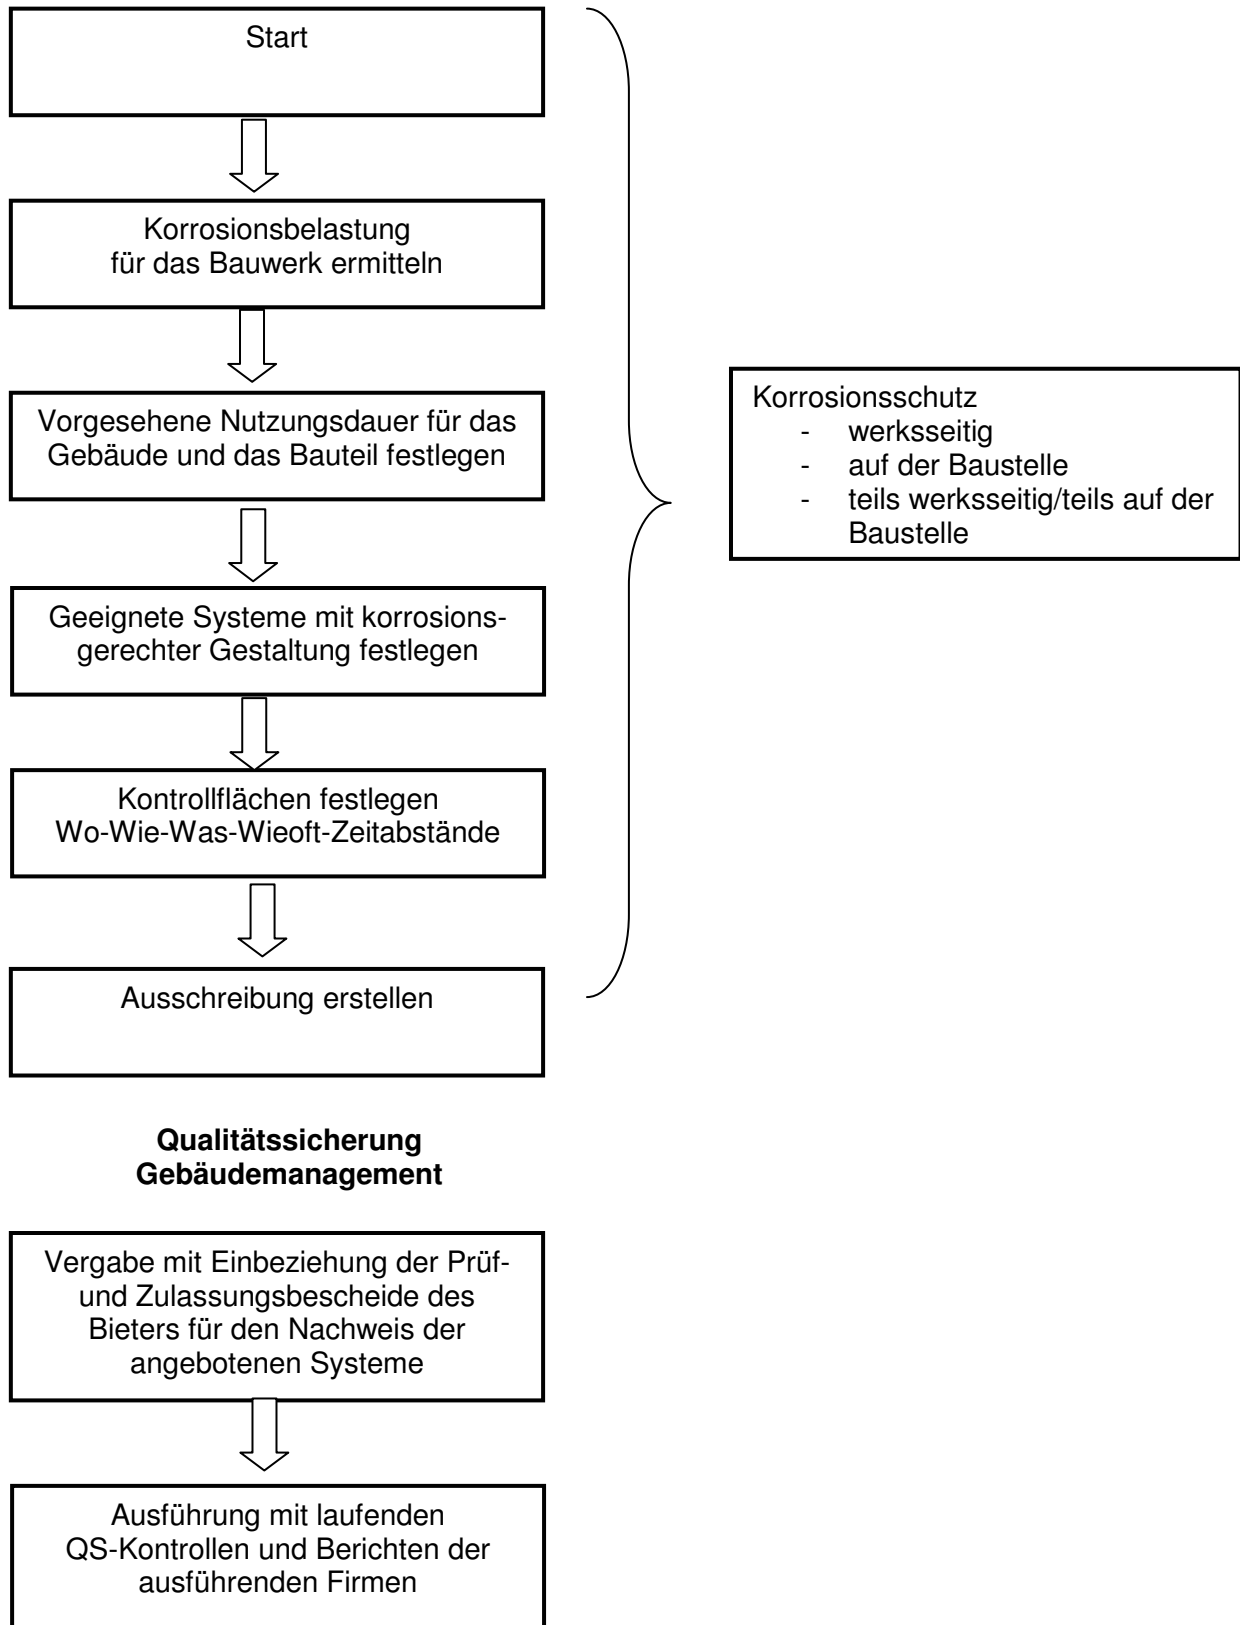 Start
Korrosionsbelastung
für das Bauwerk ermitteln
Vorgesehene Nutzungsdauer für das
Gebäude und das Bauteil festlegen
Geeignete Systeme mit korrosions-
gerechter Gestaltung festlegen
Kontrollflächen festlegen
Wo-Wie-Was-Wieoft-Zeitabstände
Ausschreibung erstellen
Korrosionsschutz
- werksseitig
- auf der Baustelle
- teils werksseitig/teils auf der
Baustelle
Qualitätssicherung
Gebäudemanagement
Vergabe mit Einbeziehung der Prüf-
und Zulassungsbescheide des
Bieters für den Nachweis der
angebotenen Systeme
Ausführung mit laufenden
QS-Kontrollen und Berichten der
ausführenden Firmen